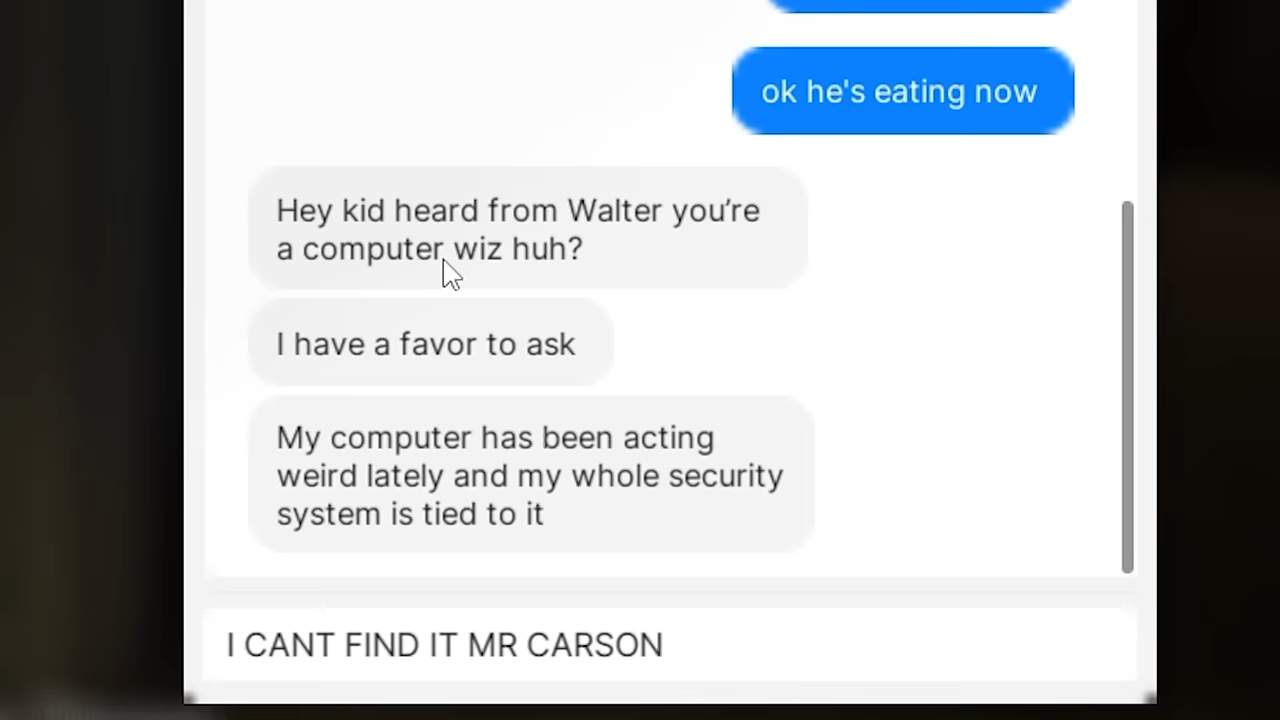 ok he's eating now
Hey kid heard from Walter you’re
a computer wiz huh?
I have a favor to ask
My computer has been acting
weird lately and my whole security
system is tied to it
I CANT FIND IT MR CARSON